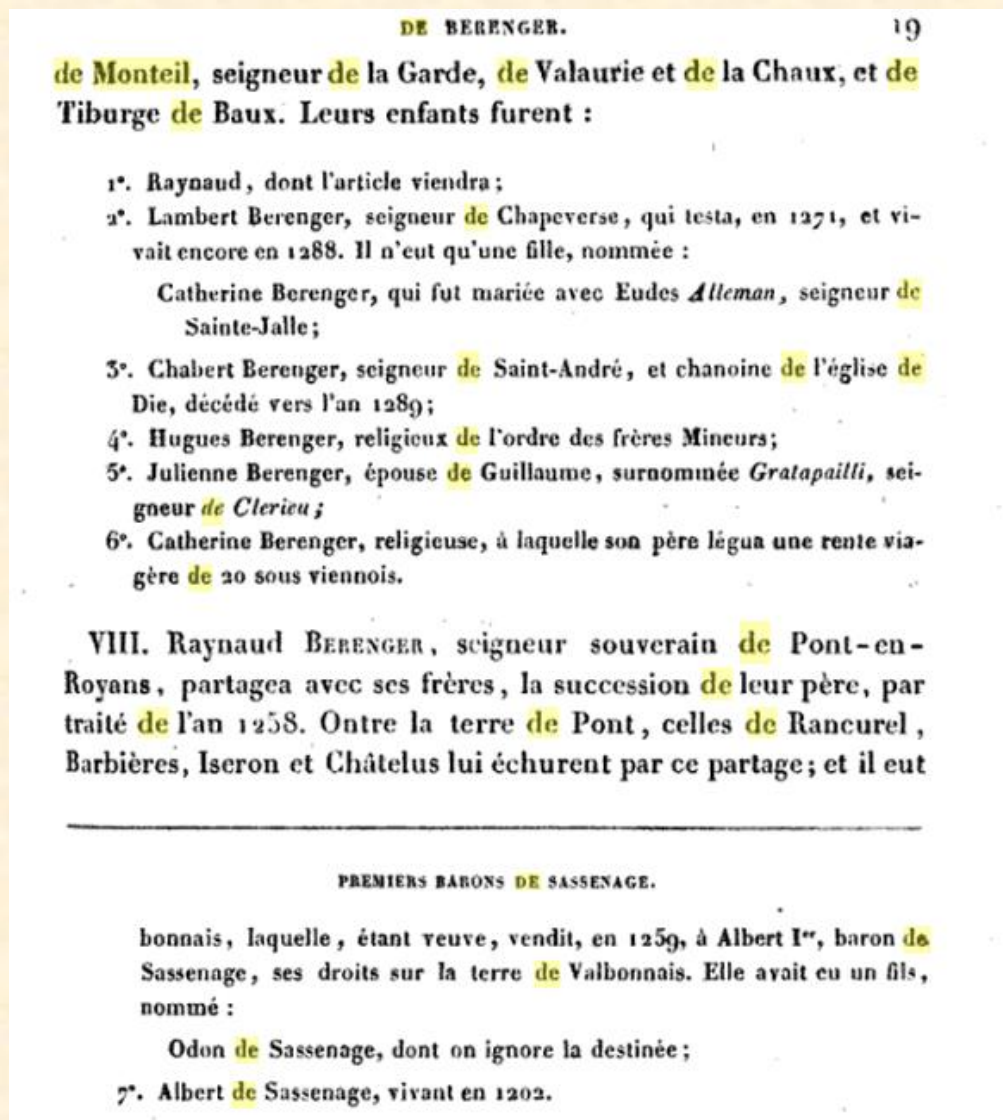 DE BERENGER. 19
de Monteil, seigneur de la Garde, de Valaurie et de la Chaux, et de
Tiburge de Baux. Leurs enfants furent :
1°. Raynaud, dont l'article viendra ;
2°. Lambert Berenger, seigneur de Chapeverse, qui testa, en 1271, et vi-
vait encore en 1288. Il n'eut qu'une fille, nommée :
Catherine Berenger, qui fut mariée avec Eudes Alleman, seigneur de
Sainte-Jalle ;
3°. Chabert Berenger, seigneur de Saint-André, et chanoine de l'église de
Die, décédé vers l'an 1289 ;
4°. Hugues Berenger, religieux de l'ordre des frères Mineurs ;
5°. Julienne Berenger, épouse de Guillaume, surnommée Gratapailli, sei-
gneur de Clerieu ;
6°. Catherine Berenger, religieuse, à laquelle son père légua une rente via-
gère de 20 sous viennois.
VIII. Raynaud BERENGER, seigneur souverain de Pont-en-
Royans, partagea avec ses frères, la succession de leur père, par
traité de l'an 1258. Ontre la terre de Pont, celles de Rancurel,
Barbières, Iseron et Châtelus lui échurent par ce partage ; et il eut
PREMIERS BARONS DE SASSENAGE.
bonnais, laquelle, étant veuve, vendit, en 1259, à Albert Ier, baron de
Sassenage, ses droits sur la terre de Valbonnais. Elle avait eu un fils,
nommé :
Odon de Sassenage, dont on ignore la destinée ;
7°. Albert de Sassenage, vivant en 1202.